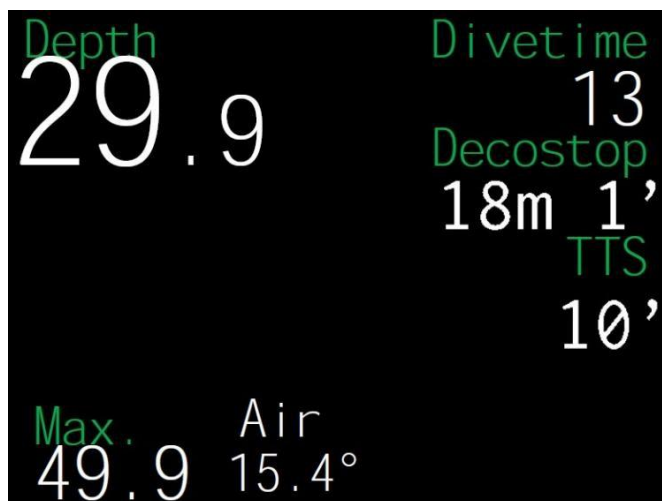 Depth
29.9
Divetime
13
Decostop
18m 1’
TTS
10’
Max.
49.9
Air
15.4°